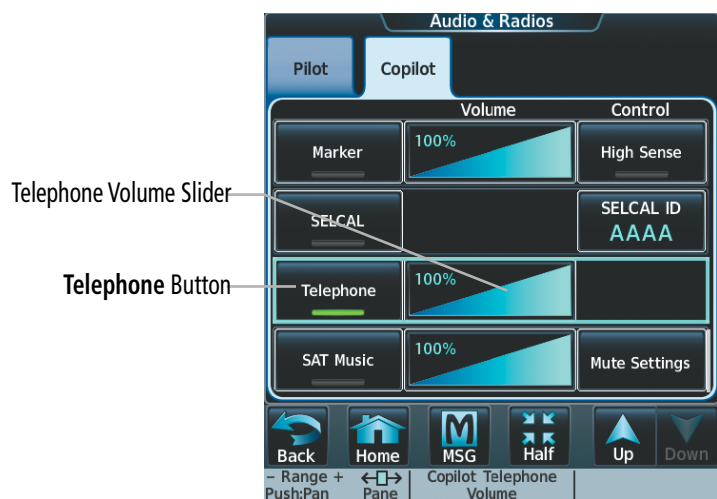 Audio & Radios
Pilot
Copilot
Volume
Control
Marker
100%
High Sense
Telephone Volume Slider
SELCAL
SELCAL ID
AAAA
Telephone Button
Telephone
100%
SAT Music
100%
Mute Settings
Back
Home
MSG
Half
Up
Down
– Range +
Push:Pan
Pane
Copilot Telephone
Volume